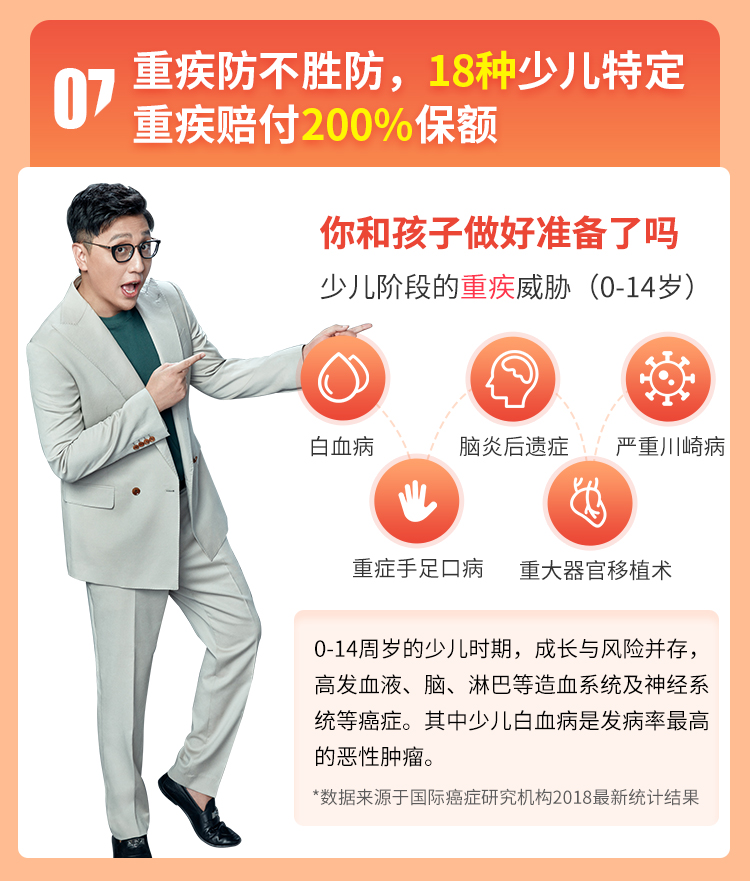 07
重疾防不胜防，18种少儿特定
重疾赔付200%保额
你和孩子做好准备了吗
少儿阶段的重疾威胁（0-14岁）
白血病
脑炎后遗症
严重川崎病
重症手足口病
重大器官移植术
0-14周岁的少儿时期，成长与风险并存，
高发血液、脑、淋巴等造血系统及神经系
统等癌症。其中少儿白血病是发病率最高
的恶性肿瘤。
*数据来源于国际癌症研究机构2018最新统计结果